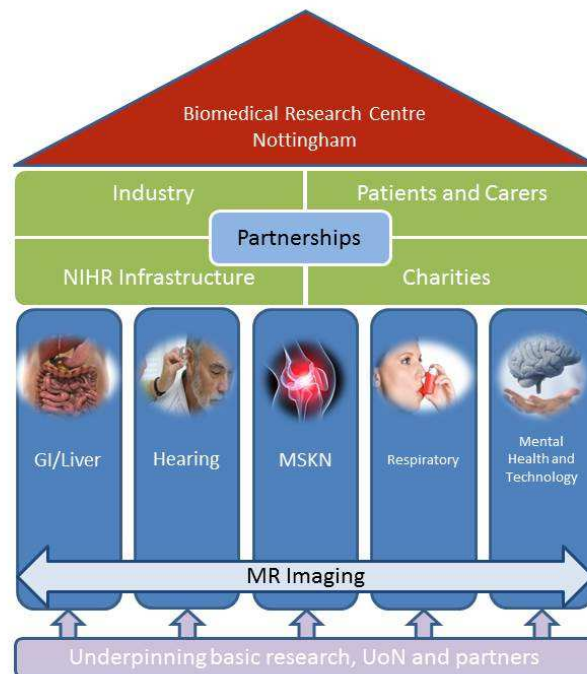 Biomedical Research Centre
Nottingham
Industry
Patients and Carers
Partnerships
NIHR Infrastructure
Charities
GI/Liver
Hearing
MSKN
Respiratory
Mental
Health and
Technology
MR Imaging
Underpinning basic research, UoN and partners